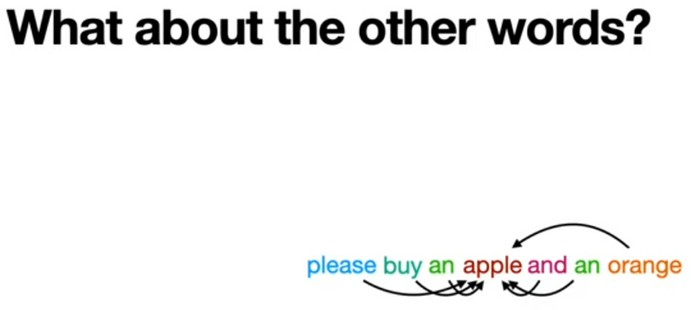 What about the other words?
please buy an apple and an orange